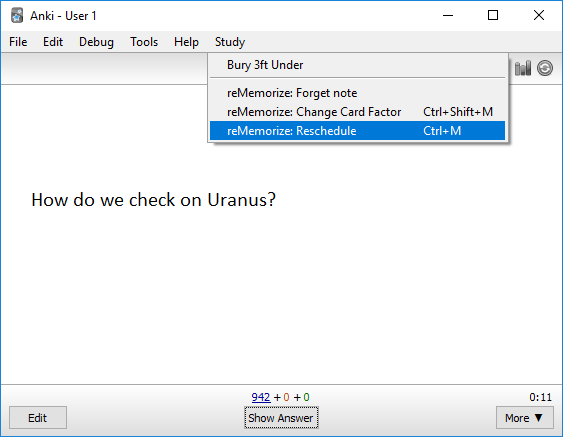 Anki - User 1
File Edit Debug Tools Help Study
Bury 3ft Under
reMemorize: Forget note
reMemorize: Change Card Factor Ctrl+Shift+M
reMemorize: Reschedule Ctrl+M
How do we check on Uranus?
942 + 0 + 0 0:11
Edit Show Answer More ▼